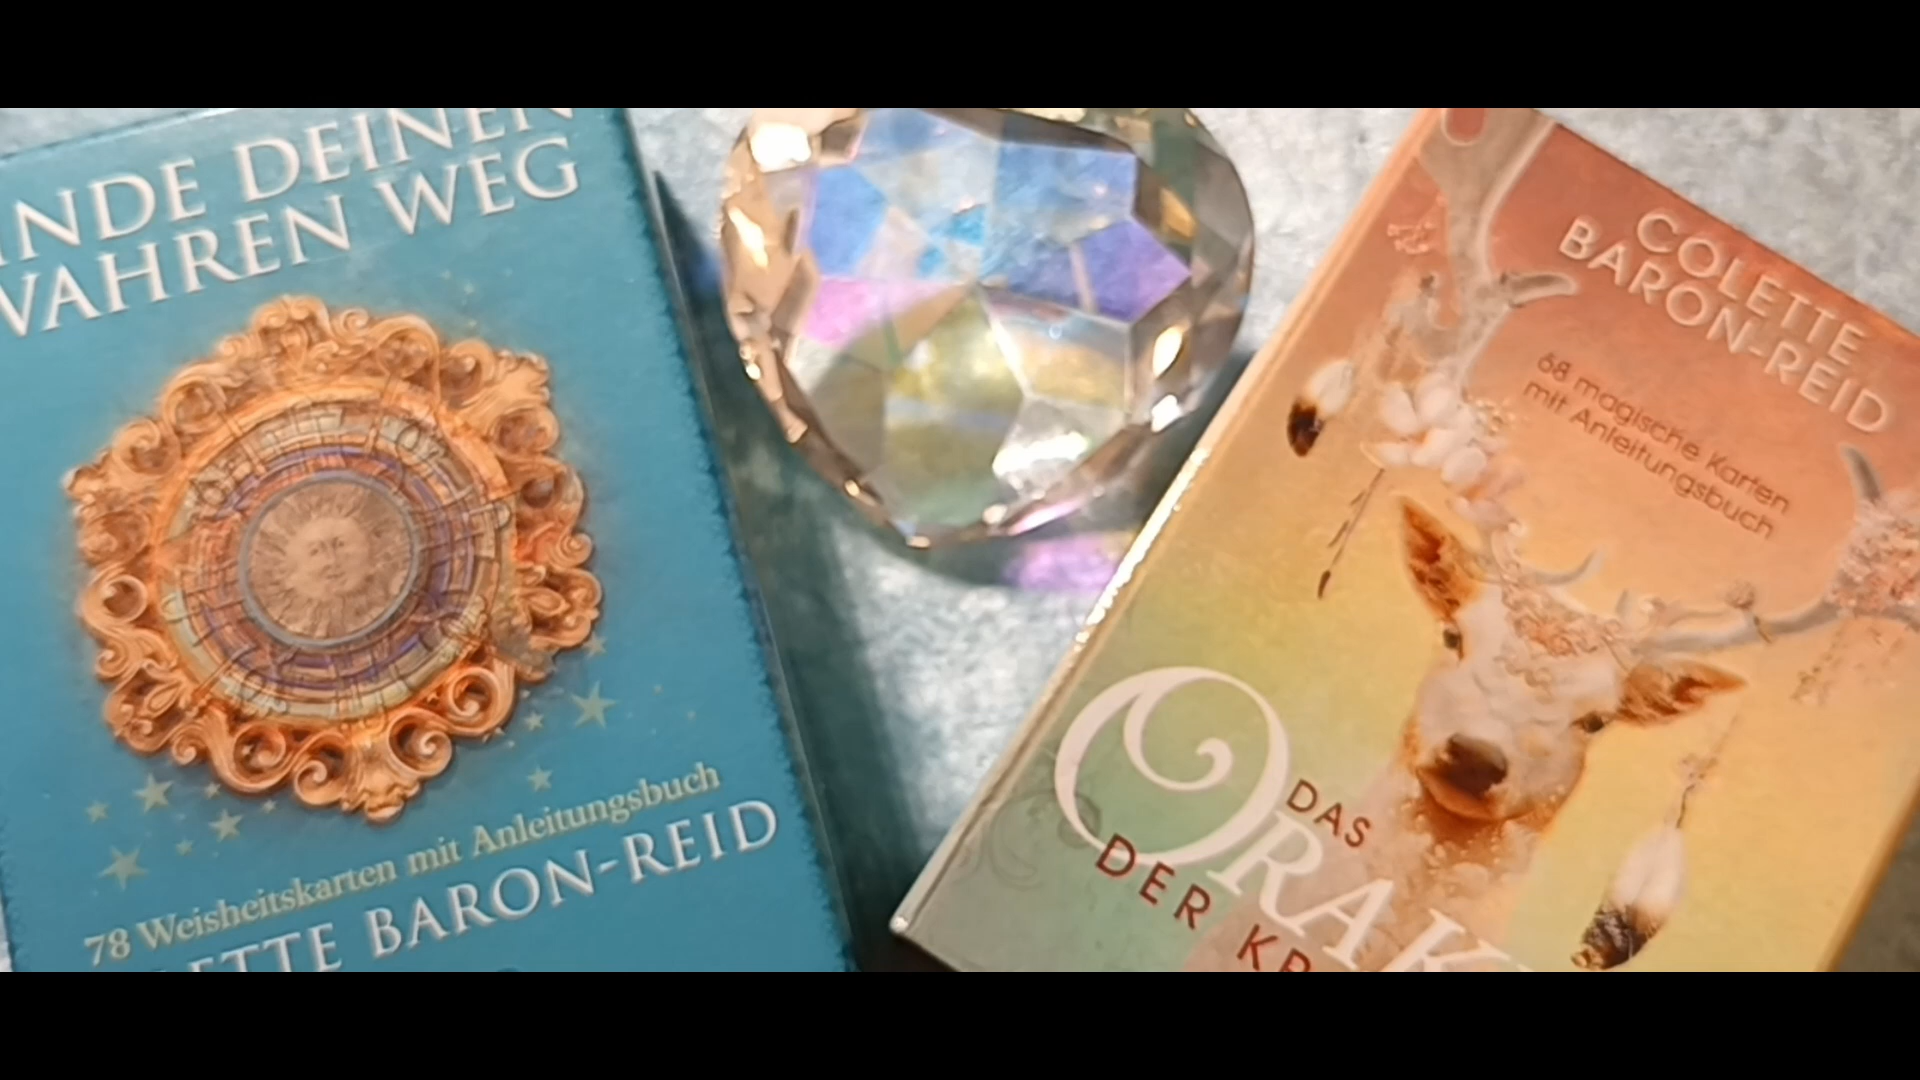 INDE DEINEN
WAHREN WEG
78 Weisheitskarten mit Anleitungsbuch
ETTE BARON-REID
COLETTE
BARON-REID
68 magische Karten
mit Anleitungsbuch
DAS
ORAK
DER KR